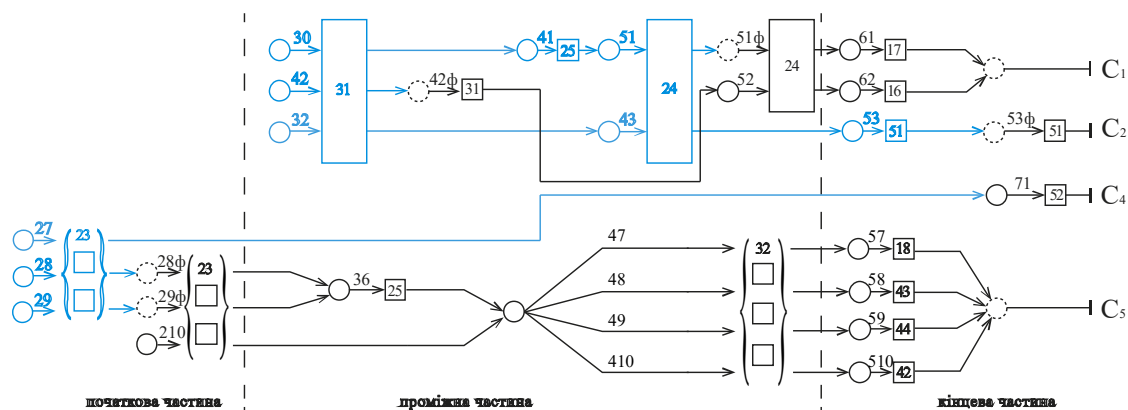 30 41 51 51ф 61
25 17
42 42ф 52 62
31 31 24 24 16 C₁
32 43 53 53ф
51 51 C₂
71
52 C₄
27 23 47 32 57
18
28 28ф 23 48 58
36 25 43
29 29ф 49 59 C₅
44
210 410 510
42
початкова частина проміжна частина кінцева частина